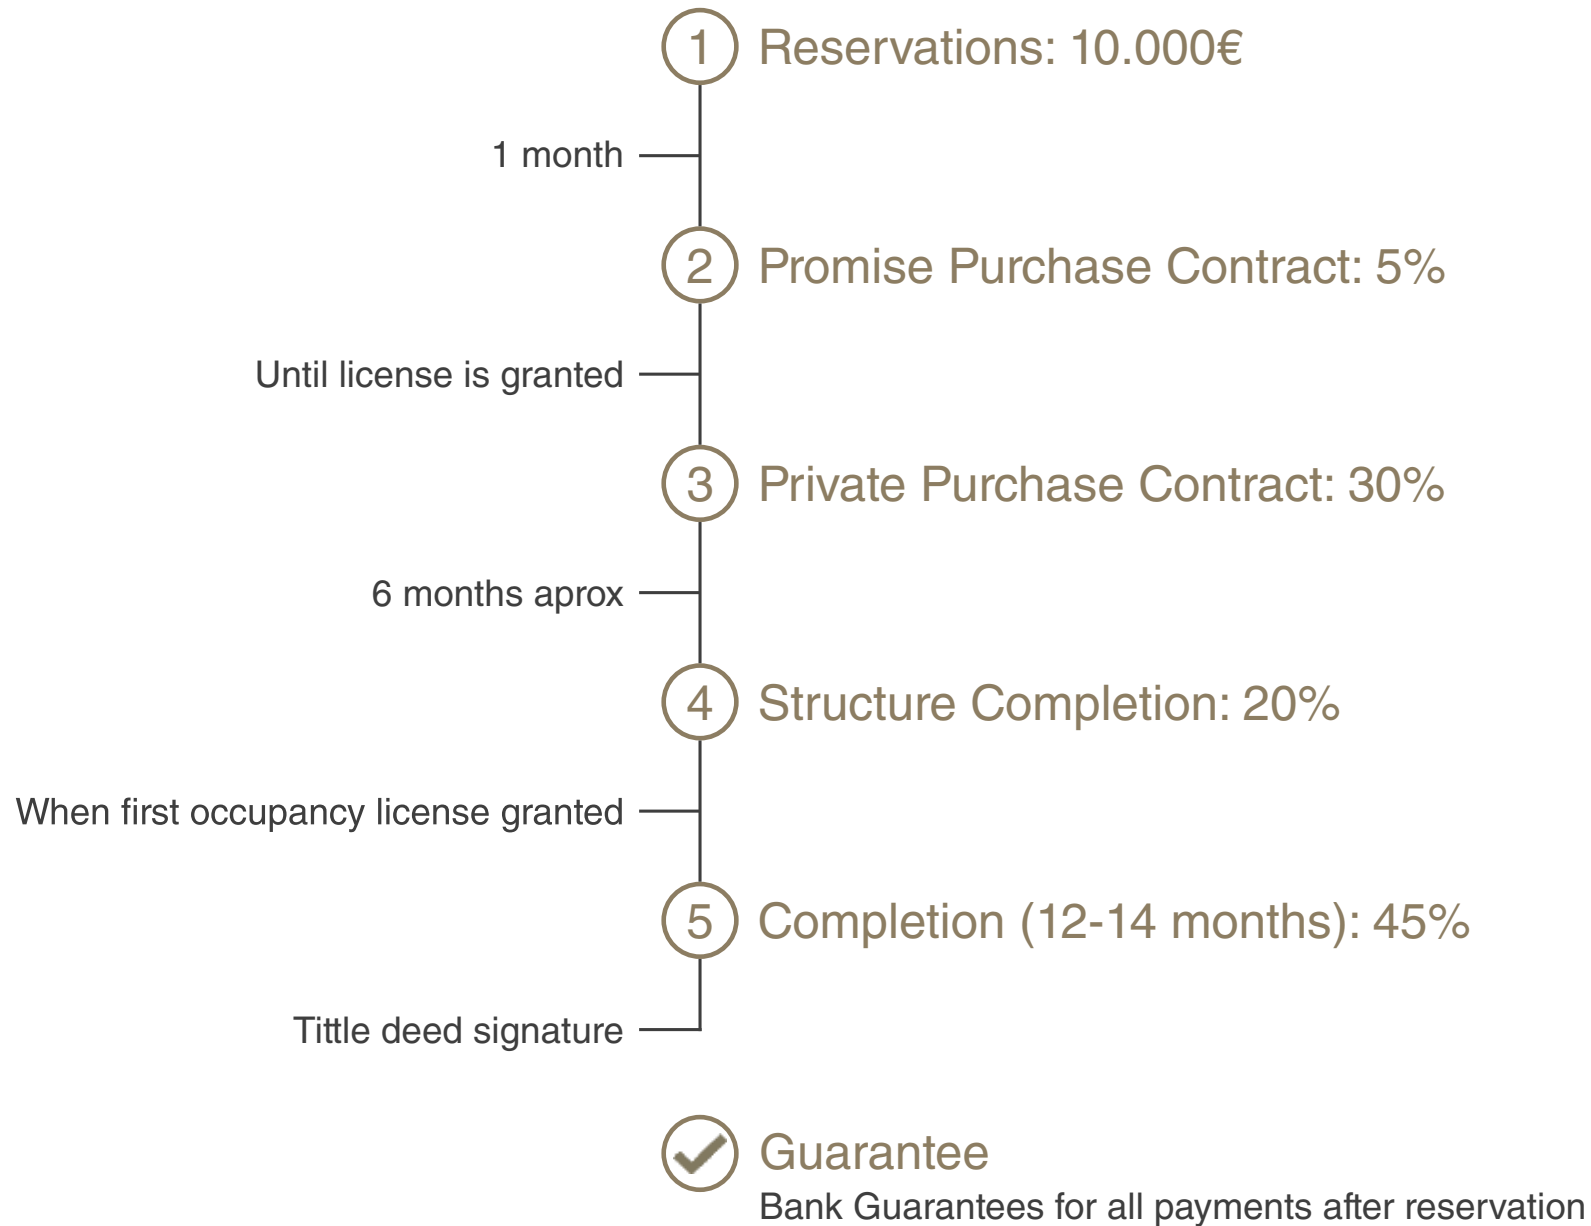 1 Reservations: 10.000€
1 month
2 Promise Purchase Contract: 5%
Until license is granted
3 Private Purchase Contract: 30%
6 months aprox
4 Structure Completion: 20%
When first occupancy license granted
5 Completion (12-14 months): 45%
Tittle deed signature
Guarantee
Bank Guarantees for all payments after reservation